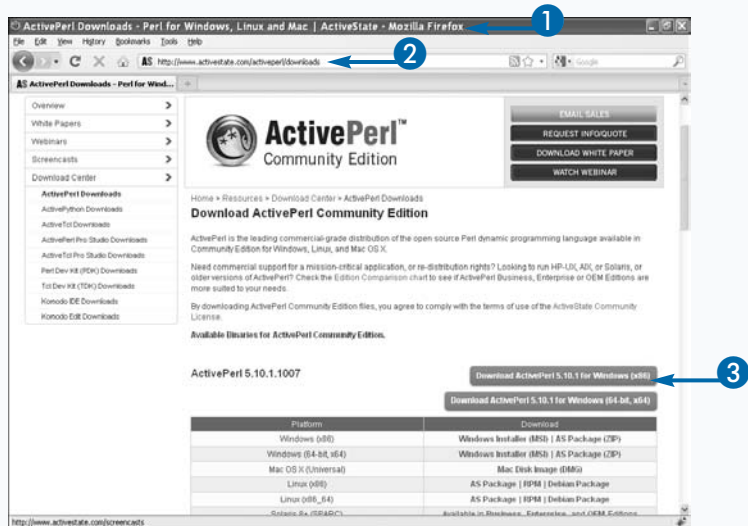 ActivePerl Downloads - Perl for Windows, Linux and Mac | ActiveState - Mozilla Firefox
1
File Edit View History Bookmarks Tools Help
AS http://www.activestate.com/activeperl/downloads
2
Google
AS ActivePerl Downloads - Perl for Wind...
Overview
White Papers
Webinars
Screencasts
Download Center
ActivePerl Downloads
ActivePython Downloads
ActiveTcl Downloads
ActivePerl Pro Studio Downloads
ActiveTcl Pro Studio Downloads
Perl Dev Kit (PDK) Downloads
Tcl Dev Kit (TDK) Downloads
Komodo IDE Downloads
Komodo Edit Downloads
ActivePerl™
Community Edition
EMAIL SALES
REQUEST INFO/QUOTE
DOWNLOAD WHITE PAPER
WATCH WEBINAR
Home » Resources » Download Center » ActivePerl Downloads
Download ActivePerl Community Edition
ActivePerl is the leading commercial-grade distribution of the open source Perl dynamic programming language available in
Community Edition for Windows, Linux, and Mac OS X.
Need commercial support for a mission-critical application, or re-distribution rights? Looking to run HP-UX, AIX, or Solaris, or
older versions of ActivePerl? Check the Edition Comparison chart to see if ActivePerl Business, Enterprise or OEM Editions are
more suited to your needs.
By downloading ActivePerl Community Edition files, you agree to comply with the terms of use of the ActiveState Community
License.
Available Binaries for ActivePerl Community Edition.
ActivePerl 5.10.1.1007
Download ActivePerl 5.10.1 for Windows (x86)
3
Download ActivePerl 5.10.1 for Windows (64-bit, x64)
Platform Download
Windows (x86) Windows Installer (MSI) | AS Package (ZIP)
Windows (64-bit, x64) Windows Installer (MSI) | AS Package (ZIP)
Mac OS X (Universal) Mac Disk Image (DMG)
Linux (x86) AS Package | RPM | Debian Package
Linux (x86_64) AS Package | RPM | Debian Package
Solaris 8+ (SPARC) Available in Business, Enterprise, and OEM Editions
http://www.activestate.com/screencasts